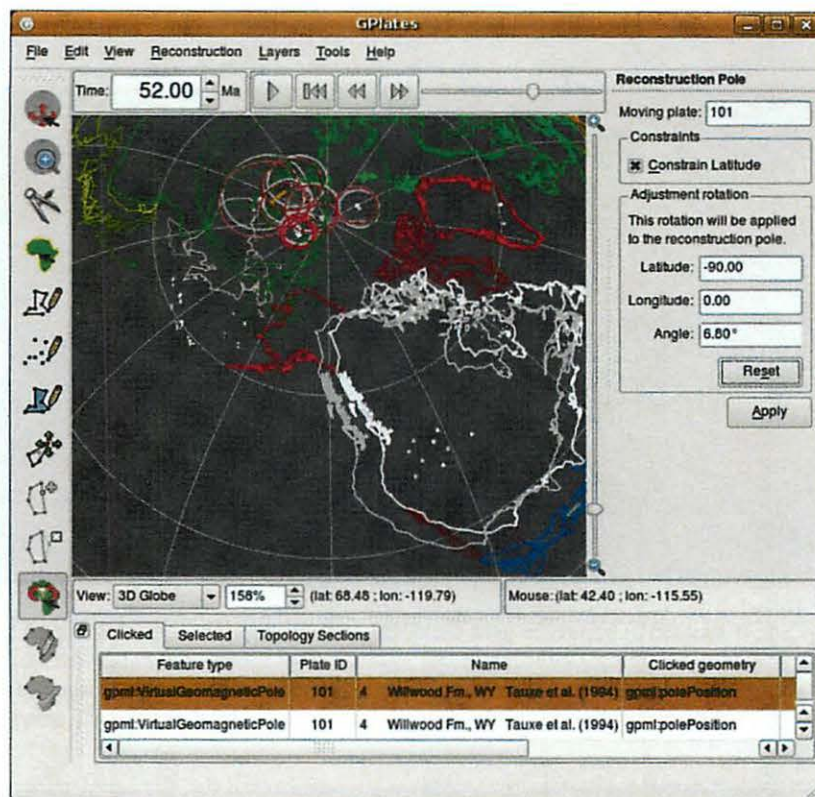 GPlates
File Edit View Reconstruction Layers Tools Help
Time: 52.00 Ma
Reconstruction Pole
Moving plate: 101
Constraints
Constrain Latitude
Adjustment rotation
This rotation will be applied
to the reconstruction pole.
Latitude: -90.00
Longitude: 0.00
Angle: 6.80°
Reset
Apply
View: 3D Globe 158% (lat: 68.48 ; lon: -119.79) Mouse: (lat: 42.40 ; lon: -115.55)
Clicked Selected Topology Sections
Feature type Plate ID Name Clicked geometry
gpml:VirtualGeomagneticPole 101 4 Willwood Fm., WY Tauxe et al. (1994) gpml:polePosition
gpml:VirtualGeomagneticPole 101 4 Willwood Fm., WY Tauxe et al. (1994) gpml:polePosition